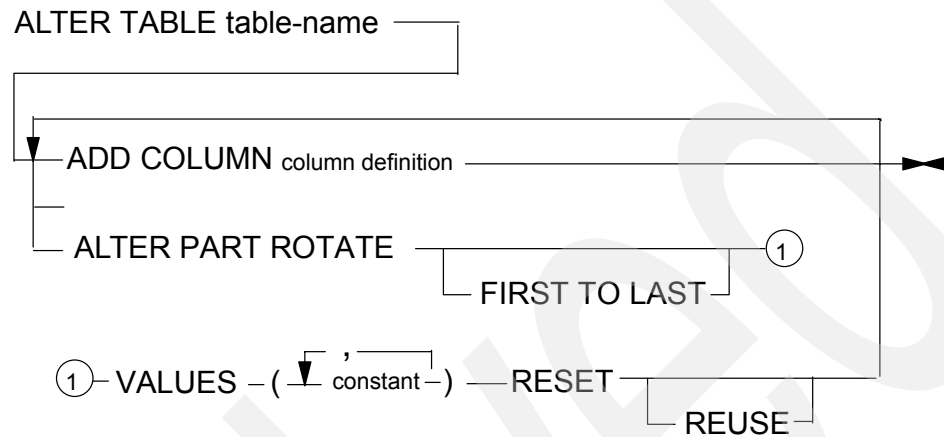 ALTER TABLE table-name
ADD COLUMN column definition
ALTER PART ROTATE 1
FIRST TO LAST
1 VALUES ( , constant ) RESET
REUSE